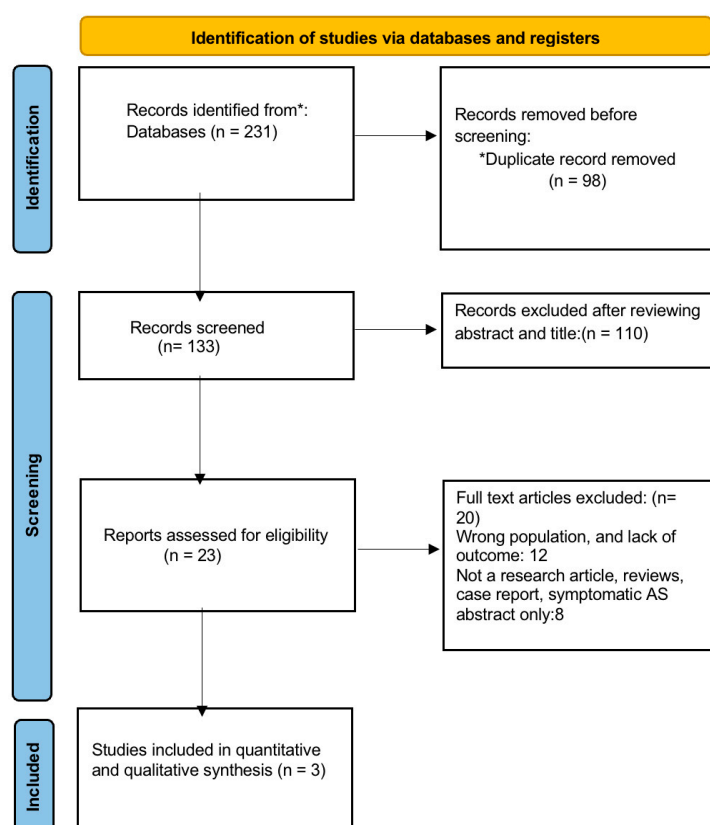 Identification of studies via databases and registers
Identification
Records identified from*:
Databases (n = 231)
Records removed before
screening:
*Duplicate record removed
(n = 98)
Screening
Records screened
(n= 133)
Records excluded after reviewing
abstract and title:(n = 110)
Reports assessed for eligibility
(n = 23)
Full text articles excluded: (n=
20)
Wrong population, and lack of
outcome: 12
Not a research article, reviews,
case report, symptomatic AS
abstract only:8
Included
Studies included in quantitative
and qualitative synthesis (n = 3)